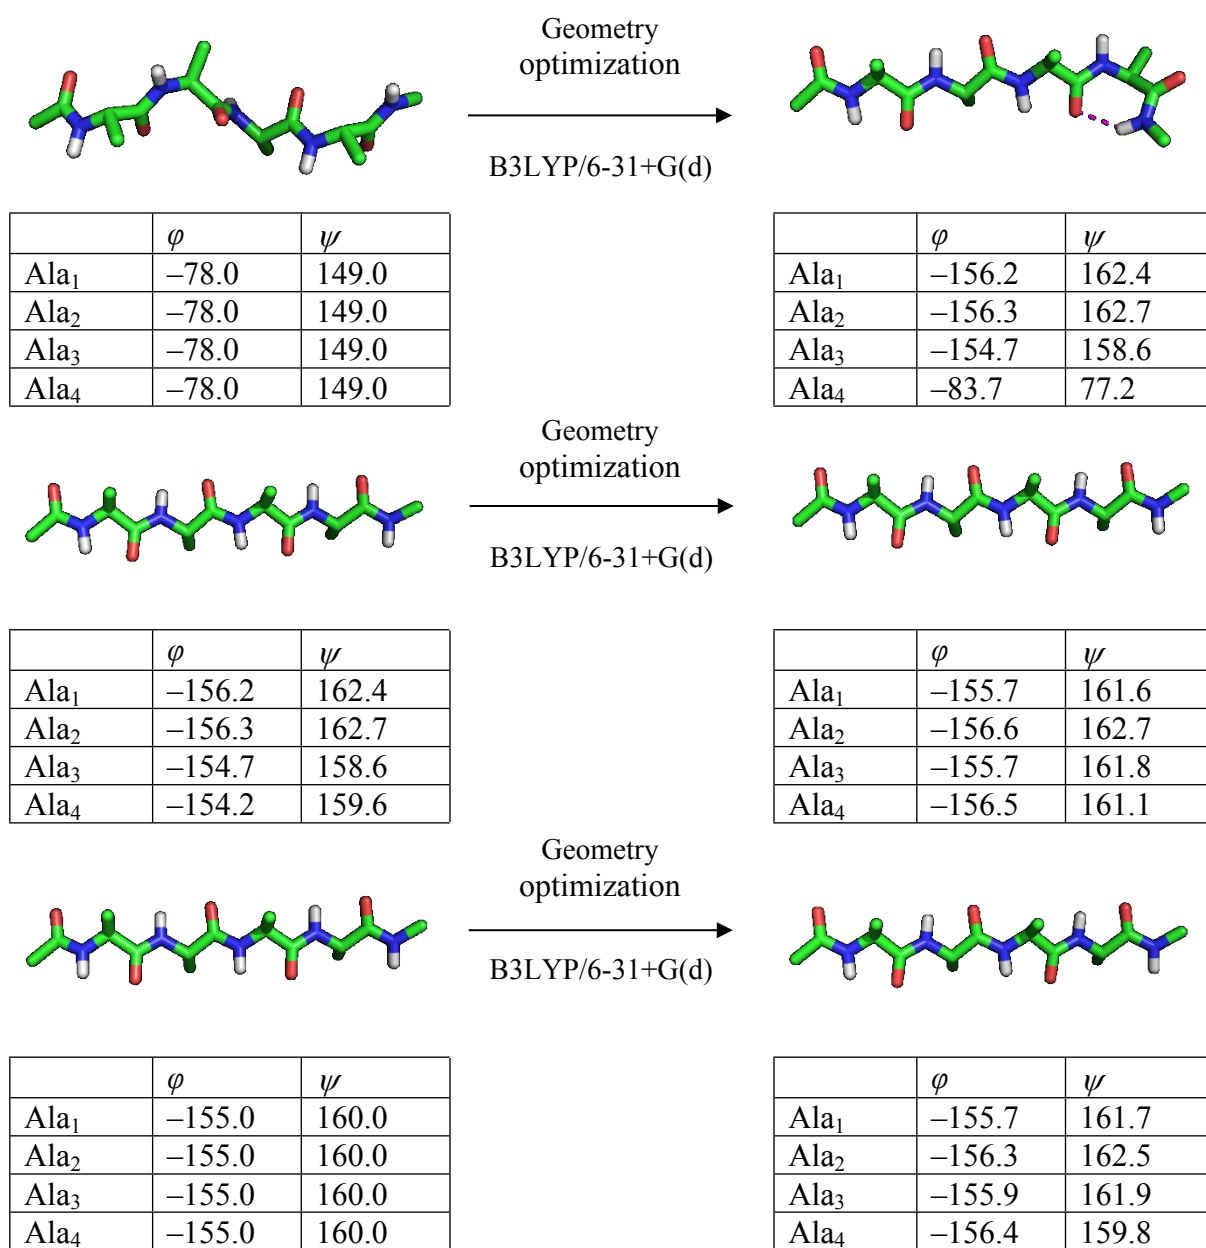 Geometry
optimization
B3LYP/6-31+G(d)
φ ψ φ ψ
Ala1 –78.0 149.0 Ala1 –156.2 162.4
Ala2 –78.0 149.0 Ala2 –156.3 162.7
Ala3 –78.0 149.0 Ala3 –154.7 158.6
Ala4 –78.0 149.0 Ala4 –83.7 77.2
Geometry
optimization
B3LYP/6-31+G(d)
φ ψ φ ψ
Ala1 –156.2 162.4 Ala1 –155.7 161.6
Ala2 –156.3 162.7 Ala2 –156.6 162.7
Ala3 –154.7 158.6 Ala3 –155.7 161.8
Ala4 –154.2 159.6 Ala4 –156.5 161.1
Geometry
optimization
B3LYP/6-31+G(d)
φ ψ φ ψ
Ala1 –155.0 160.0 Ala1 –155.7 161.7
Ala2 –155.0 160.0 Ala2 –156.3 162.5
Ala3 –155.0 160.0 Ala3 –155.9 161.9
Ala4 –155.0 160.0 Ala4 –156.4 159.8